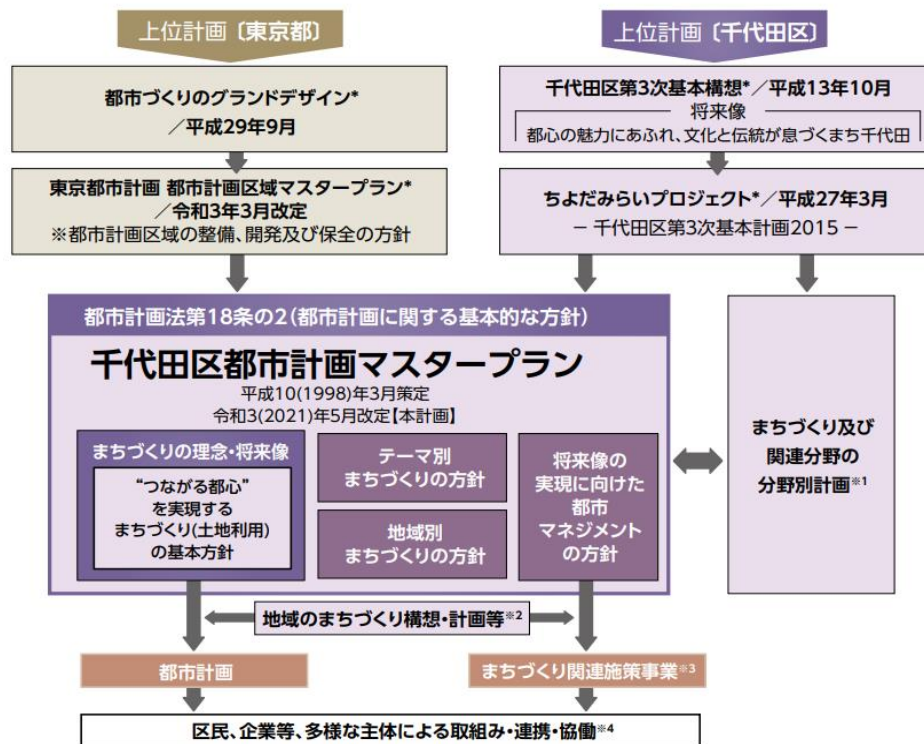 上位計画〔東京都〕
上位計画〔千代田区〕
都市づくりのグランドデザイン*
／平成29年9月
千代田区第3次基本構想*／平成13年10月
将来像
都心の魅力にあふれ、文化と伝統が息づくまち千代田
東京都市計画 都市計画区域マスタープラン*
／令和3年3月改定
※都市計画区域の整備、開発及び保全の方針
ちよだみらいプロジェクト*／平成27年3月
－ 千代田区第3次基本計画2015 －
都市計画法第18条の2(都市計画に関する基本的な方針)
千代田区都市計画マスタープラン
平成10(1998)年3月策定
令和3(2021)年5月改定【本計画】
まちづくりの理念・将来像
“つながる都心”
を実現する
まちづくり(土地利用)
の基本方針
テーマ別
まちづくりの方針
地域別
まちづくりの方針
将来像の
実現に向けた
都市
マネジメント
の方針
まちづくり及び
関連分野の
分野別計画※1
地域のまちづくり構想・計画等※2
都市計画
まちづくり関連施策事業※3
区民、企業等、多様な主体による取組み・連携・協働※4